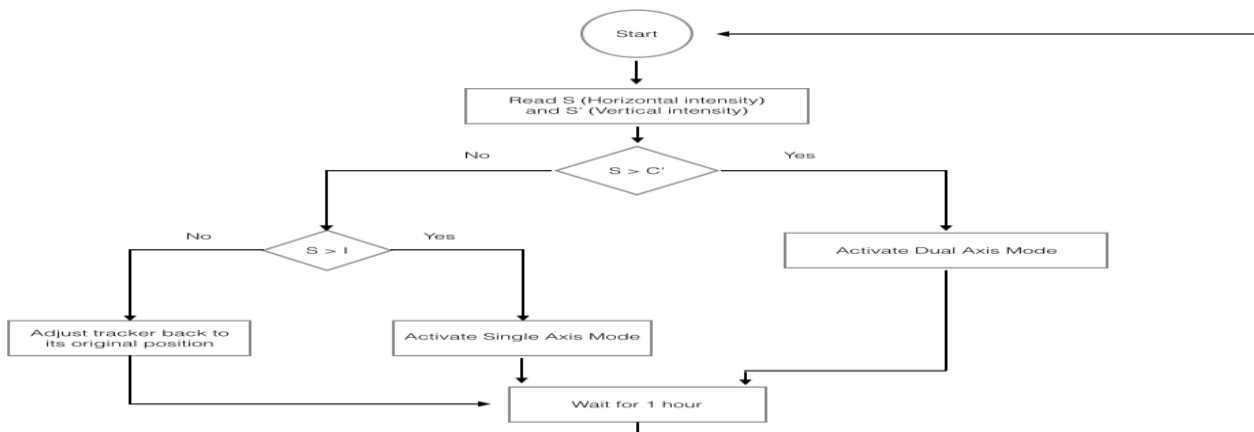 Start
Read S (Horizontal intensity)
and S' (Vertical intensity)
No
Yes
S > C'
No
Yes
S > I
Activate Dual Axis Mode
Adjust tracker back to
its original position
Activate Single Axis Mode
Wait for 1 hour